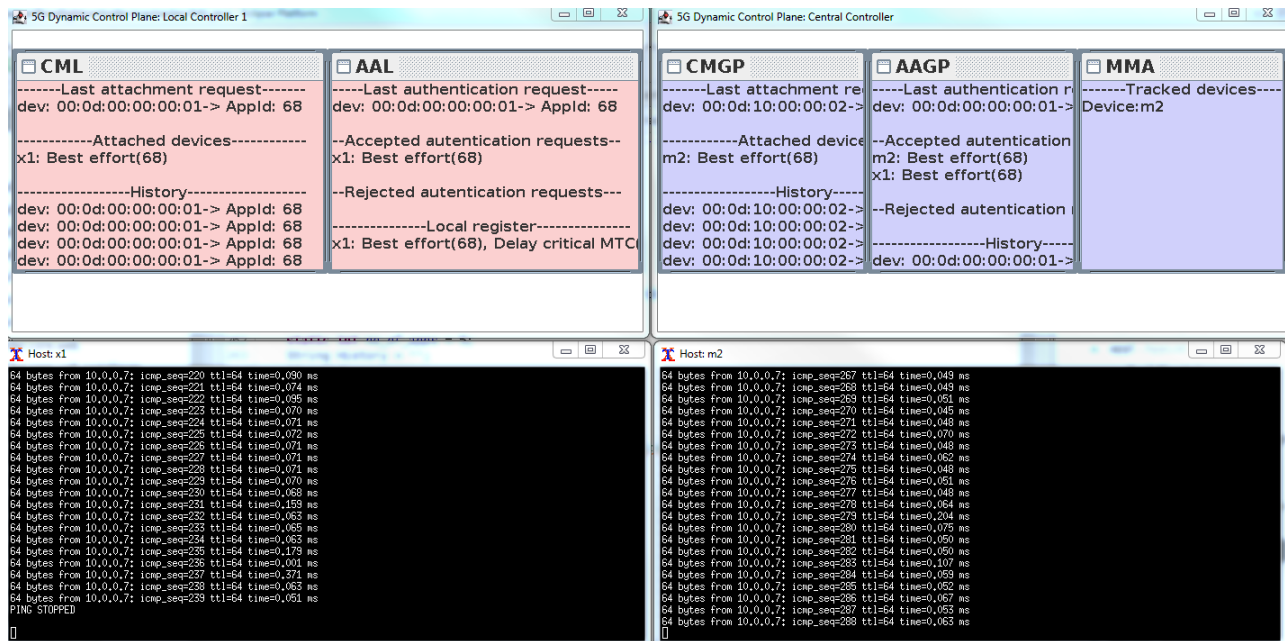 5G Dynamic Control Plane: Local Controller 1
CML
-------Last attachment request-------
dev: 00:0d:00:00:00:01-> AppId: 68
------------Attached devices------------
x1: Best effort(68)
------------------History-------------------
dev: 00:0d:00:00:00:01-> AppId: 68
dev: 00:0d:00:00:00:01-> AppId: 68
dev: 00:0d:00:00:00:01-> AppId: 68
dev: 00:0d:00:00:00:01-> AppId: 68
AAL
----Last authentication request-----
dev: 00:0d:00:00:00:01-> AppId: 68
--Accepted autentication requests--
x1: Best effort(68)
--Rejected autentication requests---
---------------Local register---------------
x1: Best effort(68), Delay critical MTC(
5G Dynamic Control Plane: Central Controller
CMGP
-------Last attachment re
dev: 00:0d:10:00:00:02->
------------Attached device
m2: Best effort(68)
------------------History-----
dev: 00:0d:10:00:00:02->
dev: 00:0d:10:00:00:02->
dev: 00:0d:10:00:00:02->
dev: 00:0d:10:00:00:02->
AAGP
----Last authentication r
dev: 00:0d:00:00:00:01->
--Accepted autentication
m2: Best effort(68)
x1: Best effort(68)
--Rejected autentication
------------------History-----
dev: 00:0d:00:00:00:01->
MMA
-------Tracked devices----
Device:m2
Host: x1
64 bytes from 10.0.0.7: icmp_seq=220 ttl=64 time=0.090 ms
64 bytes from 10.0.0.7: icmp_seq=221 ttl=64 time=0.074 ms
64 bytes from 10.0.0.7: icmp_seq=222 ttl=64 time=0.095 ms
64 bytes from 10.0.0.7: icmp_seq=223 ttl=64 time=0.070 ms
64 bytes from 10.0.0.7: icmp_seq=224 ttl=64 time=0.071 ms
64 bytes from 10.0.0.7: icmp_seq=225 ttl=64 time=0.072 ms
64 bytes from 10.0.0.7: icmp_seq=226 ttl=64 time=0.071 ms
64 bytes from 10.0.0.7: icmp_seq=227 ttl=64 time=0.071 ms
64 bytes from 10.0.0.7: icmp_seq=228 ttl=64 time=0.071 ms
64 bytes from 10.0.0.7: icmp_seq=229 ttl=64 time=0.070 ms
64 bytes from 10.0.0.7: icmp_seq=230 ttl=64 time=0.068 ms
64 bytes from 10.0.0.7: icmp_seq=231 ttl=64 time=0.159 ms
64 bytes from 10.0.0.7: icmp_seq=232 ttl=64 time=0.063 ms
64 bytes from 10.0.0.7: icmp_seq=233 ttl=64 time=0.065 ms
64 bytes from 10.0.0.7: icmp_seq=234 ttl=64 time=0.063 ms
64 bytes from 10.0.0.7: icmp_seq=235 ttl=64 time=0.179 ms
64 bytes from 10.0.0.7: icmp_seq=236 ttl=64 time=0.001 ms
64 bytes from 10.0.0.7: icmp_seq=237 ttl=64 time=0.371 ms
64 bytes from 10.0.0.7: icmp_seq=238 ttl=64 time=0.063 ms
64 bytes from 10.0.0.7: icmp_seq=239 ttl=64 time=0.051 ms
PING STOPPED
Host: m2
64 bytes from 10.0.0.7: icmp_seq=267 ttl=64 time=0.049 ms
64 bytes from 10.0.0.7: icmp_seq=268 ttl=64 time=0.049 ms
64 bytes from 10.0.0.7: icmp_seq=269 ttl=64 time=0.051 ms
64 bytes from 10.0.0.7: icmp_seq=270 ttl=64 time=0.045 ms
64 bytes from 10.0.0.7: icmp_seq=271 ttl=64 time=0.048 ms
64 bytes from 10.0.0.7: icmp_seq=272 ttl=64 time=0.070 ms
64 bytes from 10.0.0.7: icmp_seq=273 ttl=64 time=0.048 ms
64 bytes from 10.0.0.7: icmp_seq=274 ttl=64 time=0.062 ms
64 bytes from 10.0.0.7: icmp_seq=275 ttl=64 time=0.048 ms
64 bytes from 10.0.0.7: icmp_seq=276 ttl=64 time=0.051 ms
64 bytes from 10.0.0.7: icmp_seq=277 ttl=64 time=0.048 ms
64 bytes from 10.0.0.7: icmp_seq=278 ttl=64 time=0.064 ms
64 bytes from 10.0.0.7: icmp_seq=279 ttl=64 time=0.204 ms
64 bytes from 10.0.0.7: icmp_seq=280 ttl=64 time=0.075 ms
64 bytes from 10.0.0.7: icmp_seq=281 ttl=64 time=0.050 ms
64 bytes from 10.0.0.7: icmp_seq=282 ttl=64 time=0.050 ms
64 bytes from 10.0.0.7: icmp_seq=283 ttl=64 time=0.107 ms
64 bytes from 10.0.0.7: icmp_seq=284 ttl=64 time=0.059 ms
64 bytes from 10.0.0.7: icmp_seq=285 ttl=64 time=0.052 ms
64 bytes from 10.0.0.7: icmp_seq=286 ttl=64 time=0.067 ms
64 bytes from 10.0.0.7: icmp_seq=287 ttl=64 time=0.053 ms
64 bytes from 10.0.0.7: icmp_seq=288 ttl=64 time=0.063 ms